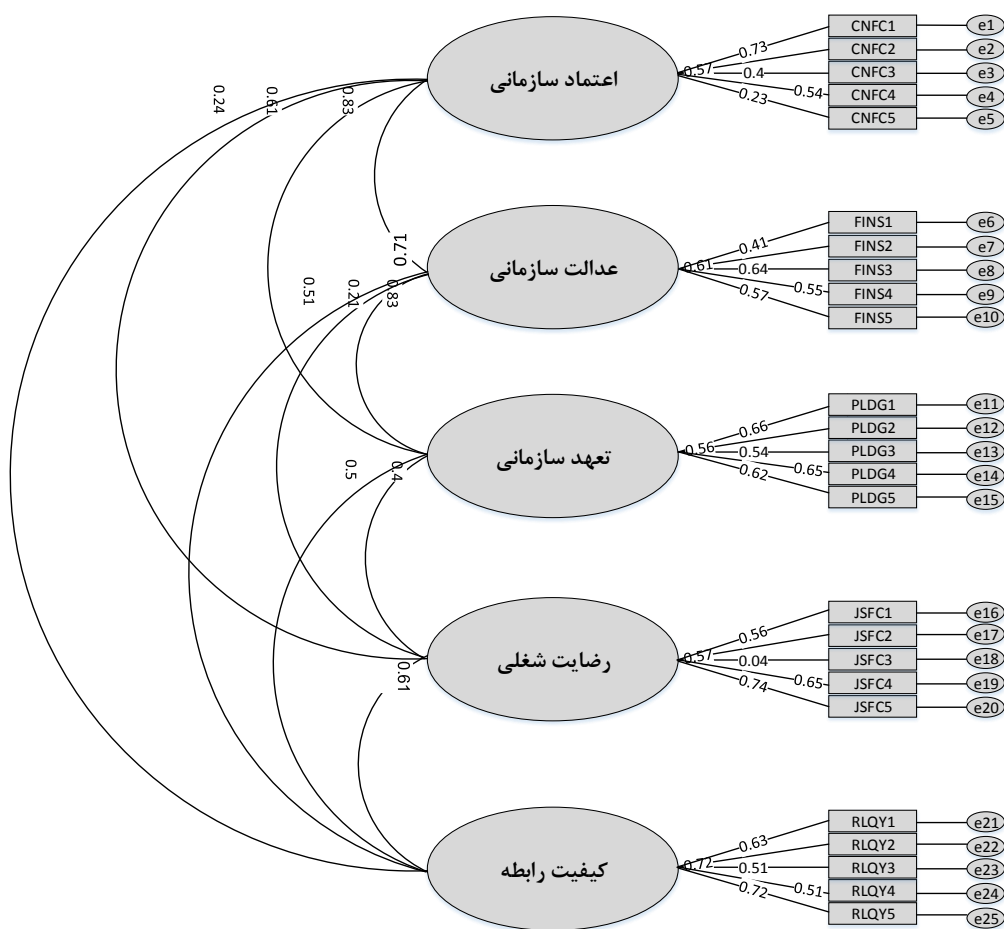 اعتماد سازمانی
0.73
0.57
0.4
0.54
0.23
CNFC1
CNFC2
CNFC3
CNFC4
CNFC5
e1
e2
e3
e4
e5
0.24
0.61
0.83
0.71
عدالت سازمانی
0.41
0.61
0.64
0.55
0.57
FINS1
FINS2
FINS3
FINS4
FINS5
e6
e7
e8
e9
e10
0.51
0.21
0.83
تعهد سازمانی
0.66
0.56
0.54
0.65
0.62
PLDG1
PLDG2
PLDG3
PLDG4
PLDG5
e11
e12
e13
e14
e15
0.5
0.4
رضایت شغلی
0.56
0.57
0.04
0.65
0.74
JSFC1
JSFC2
JSFC3
JSFC4
JSFC5
e16
e17
e18
e19
e20
0.61
کیفیت رابطه
0.63
0.72
0.51
0.51
0.72
RLQY1
RLQY2
RLQY3
RLQY4
RLQY5
e21
e22
e23
e24
e25